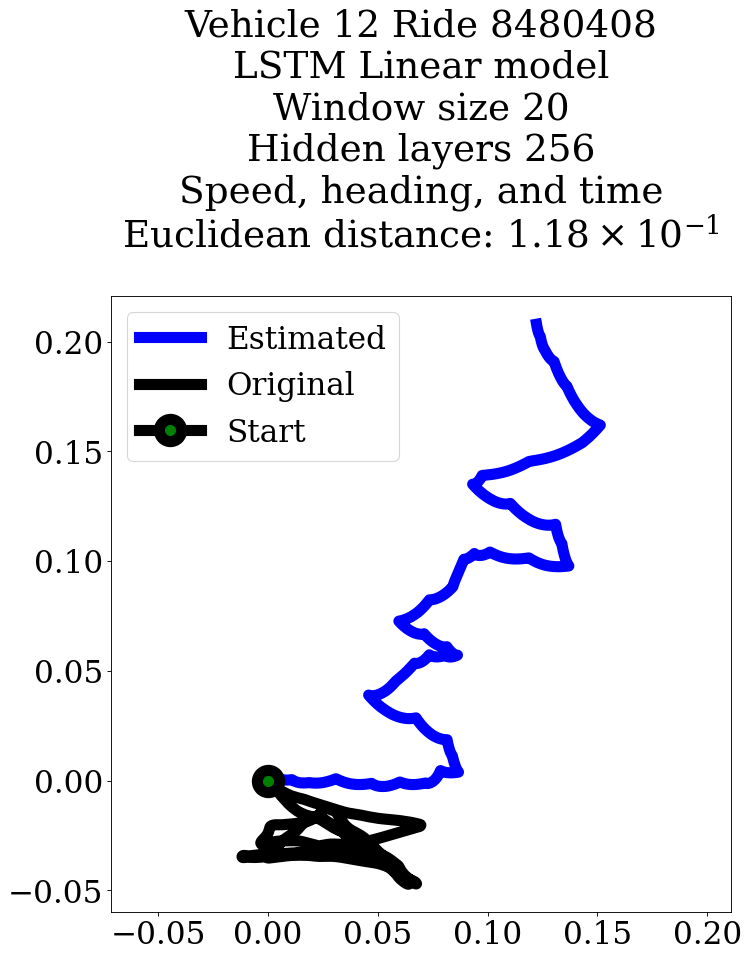 Vehicle 12 Ride 8480408
LSTM Linear model
Window size 20
Hidden layers 256
Speed, heading, and time
Euclidean distance: 1.18 × 10⁻¹
Estimated
Original
Start
0.20
0.15
0.10
0.05
0.00
−0.05
−0.05 0.00 0.05 0.10 0.15 0.20